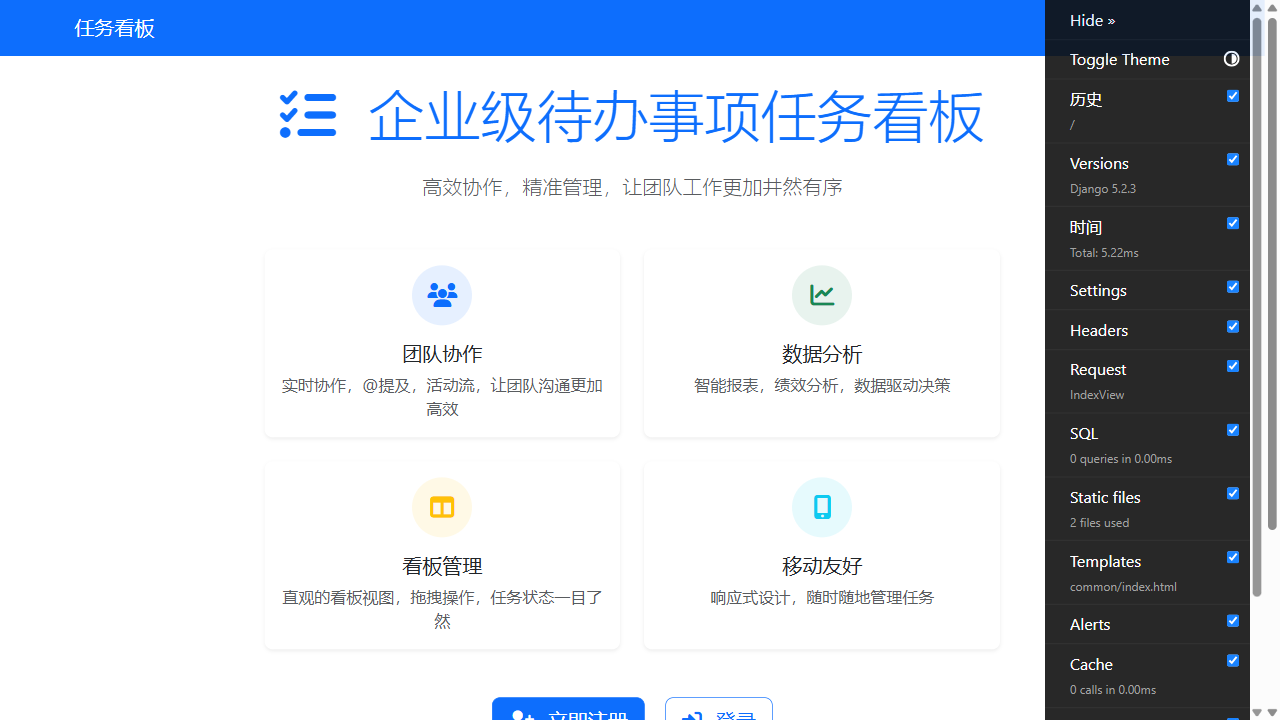 任务看板
企业级待办事项任务看板
高效协作，精准管理，让团队工作更加井然有序
团队协作
实时协作，@提及，活动流，让团队沟通更加
高效
数据分析
智能报表，绩效分析，数据驱动决策
看板管理
直观的看板视图，拖拽操作，任务状态一目了
然
移动友好
响应式设计，随时随地管理任务
立即注册
登录
Hide »
Toggle Theme
历史
/
Versions
Django 5.2.3
时间
Total: 5.22ms
Settings
Headers
Request
IndexView
SQL
0 queries in 0.00ms
Static files
2 files used
Templates
common/index.html
Alerts
Cache
0 calls in 0.00ms